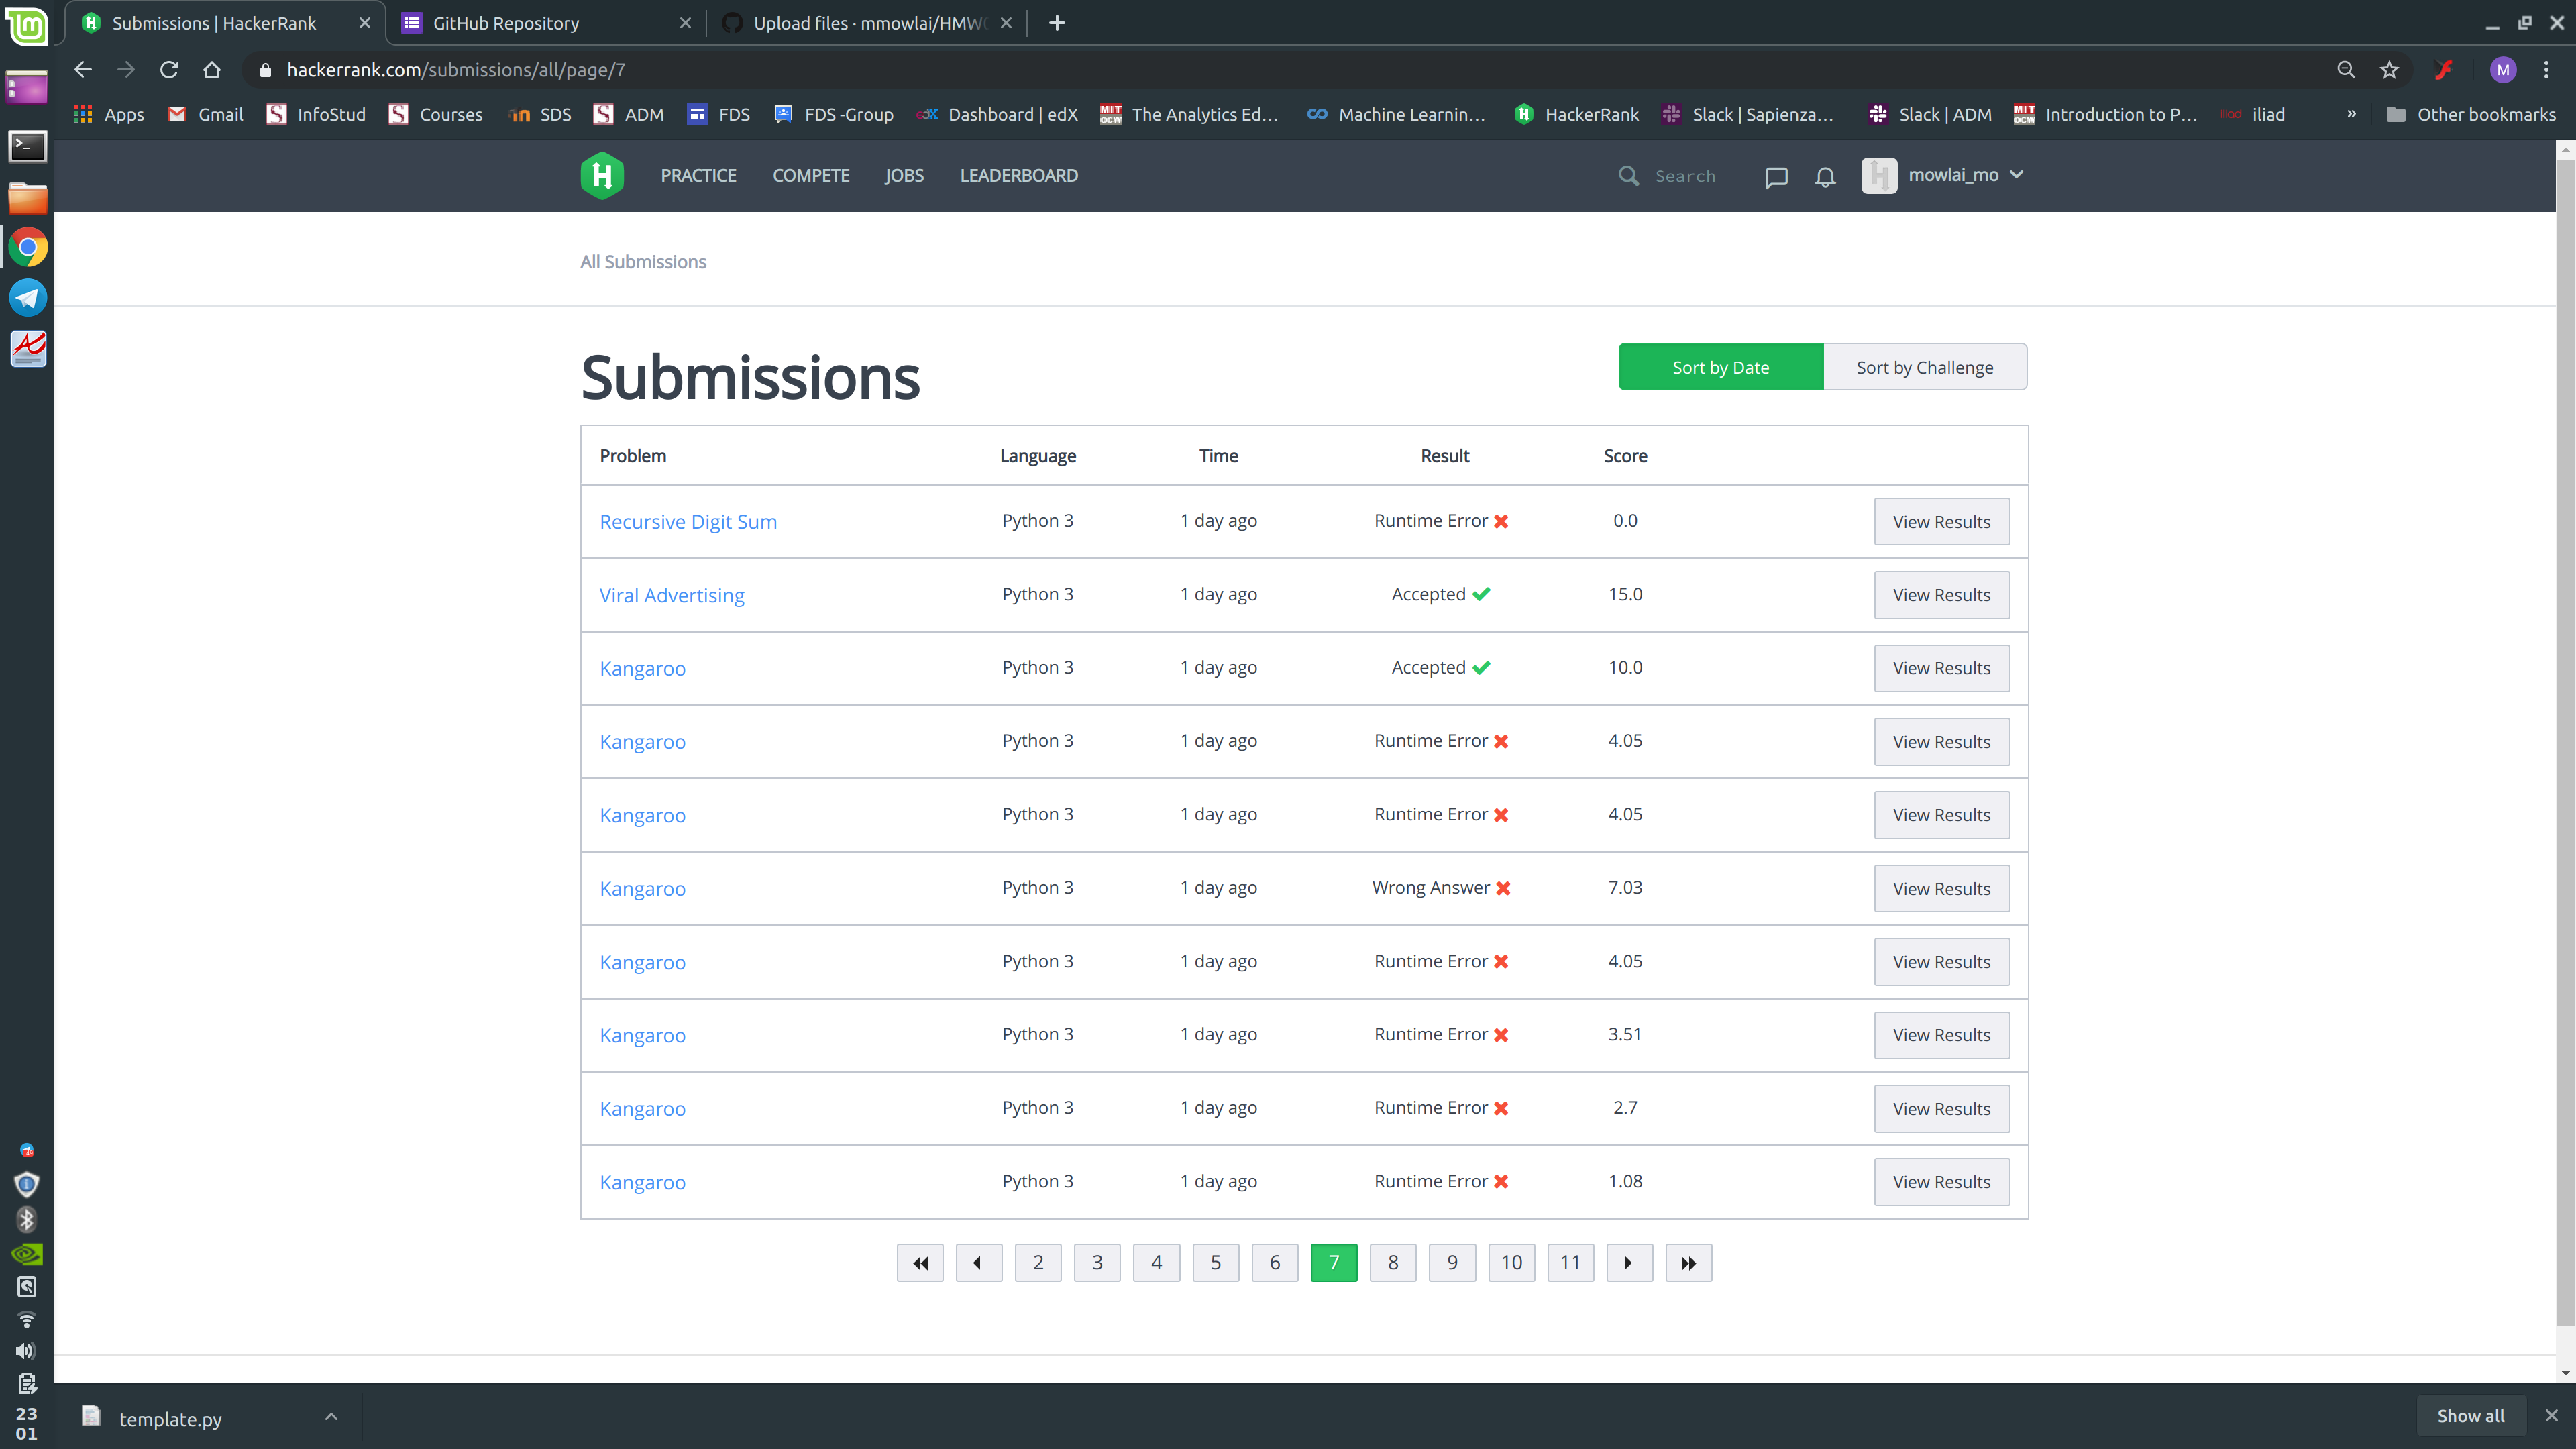 Submissions | HackerRank
GitHub Repository
Upload files · mmowlai/HMW
hackerrank.com/submissions/all/page/7
M
Apps Gmail InfoStud Courses SDS ADM FDS FDS -Group Dashboard | edX The Analytics Ed... Machine Learnin... HackerRank Slack | Sapienza... Slack | ADM Introduction to P... iliad » Other bookmarks
PRACTICE COMPETE JOBS LEADERBOARD Search mowlai_mo
All Submissions
Submissions
Sort by Date Sort by Challenge
Problem Language Time Result Score
Recursive Digit Sum Python 3 1 day ago Runtime Error 0.0 View Results
Viral Advertising Python 3 1 day ago Accepted 15.0 View Results
Kangaroo Python 3 1 day ago Accepted 10.0 View Results
Kangaroo Python 3 1 day ago Runtime Error 4.05 View Results
Kangaroo Python 3 1 day ago Runtime Error 4.05 View Results
Kangaroo Python 3 1 day ago Wrong Answer 7.03 View Results
Kangaroo Python 3 1 day ago Runtime Error 4.05 View Results
Kangaroo Python 3 1 day ago Runtime Error 3.51 View Results
Kangaroo Python 3 1 day ago Runtime Error 2.7 View Results
Kangaroo Python 3 1 day ago Runtime Error 1.08 View Results
2 3 4 5 6 7 8 9 10 11
23
01
template.py
Show all